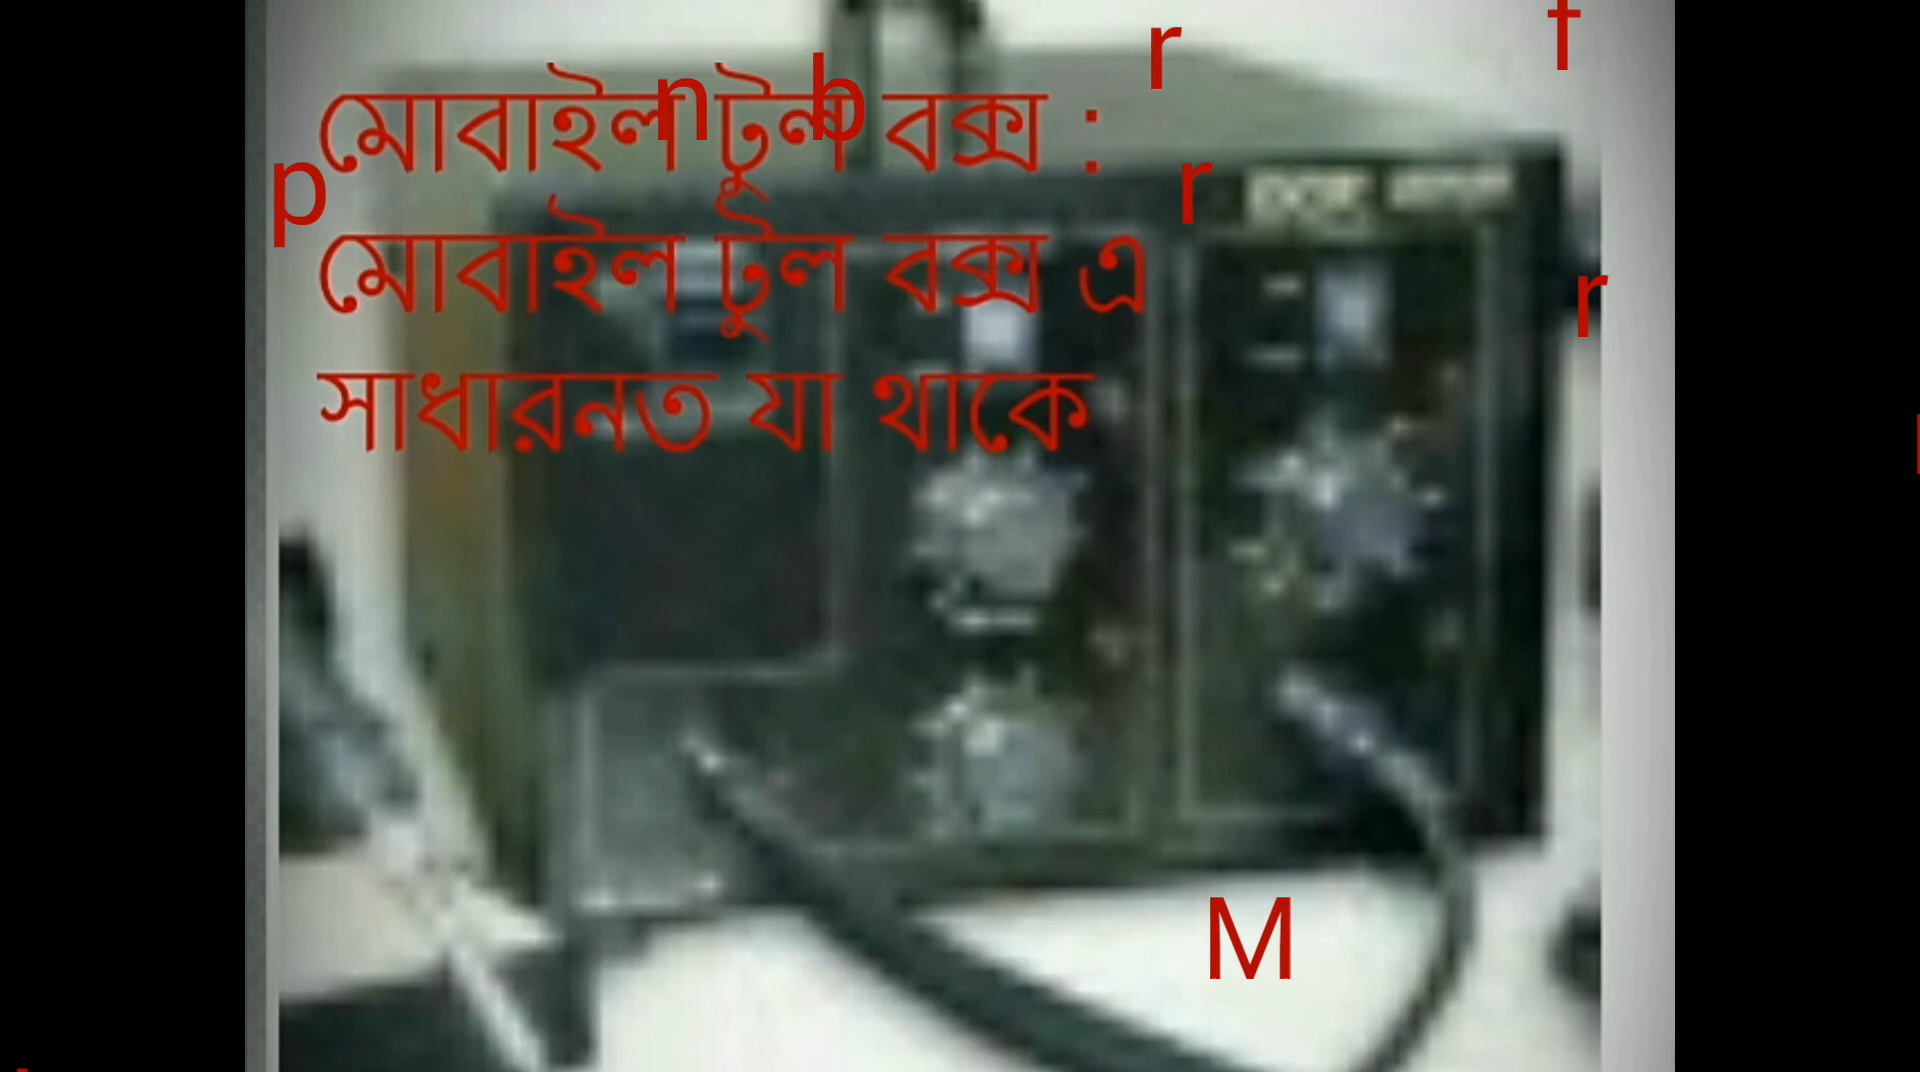 মোবাইল টুল বক্স :
মোবাইল টুল বক্স এ
সাধারনত যা থাকে
n
b
r
f
p
r
r
M